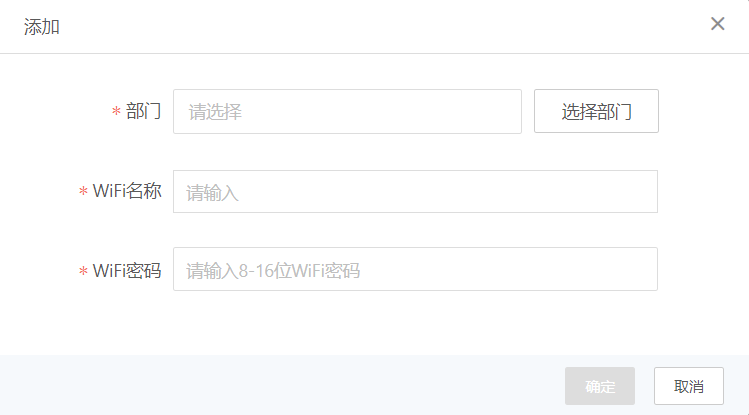 添加
* 部门 请选择 选择部门
* WiFi名称 请输入
* WiFi密码 请输入8-16位WiFi密码
确定 取消